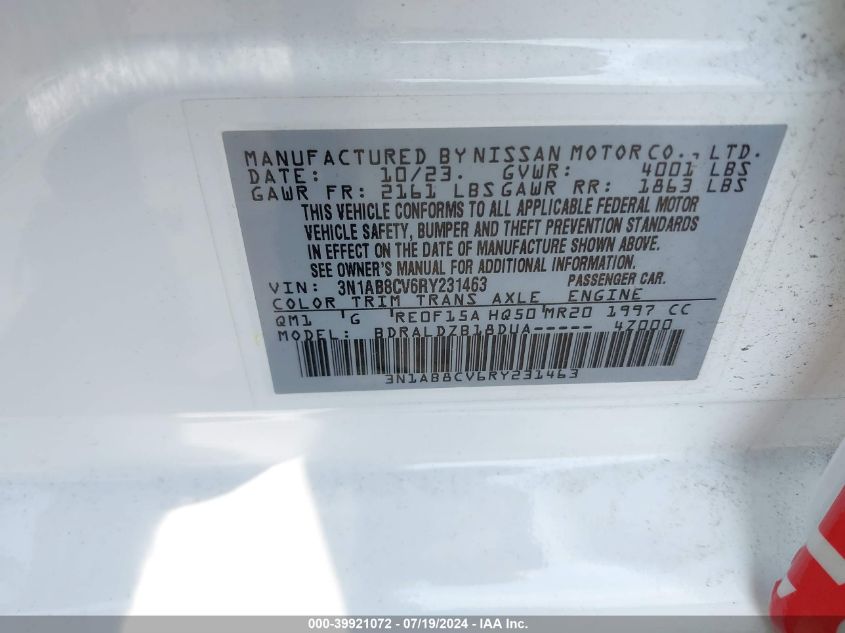 MANUFACTURED BY NISSAN MOTOR CO., LTD.
DATE: 10/23. GVWR: 4001 LBS
GAWR FR: 2161 LBS GAWR RR: 1863 LBS
THIS VEHICLE CONFORMS TO ALL APPLICABLE FEDERAL MOTOR
VEHICLE SAFETY, BUMPER AND THEFT PREVENTION STANDARDS
IN EFFECT ON THE DATE OF MANUFACTURE SHOWN ABOVE.
SEE OWNER'S MANUAL FOR ADDITIONAL INFORMATION.
VIN: 3N1AB8CV6RY231463 PASSENGER CAR.
COLOR TRIM TRANS AXLE ENGINE
QM1 'G 'RE0F15A HQ50'MR20 1997 CC
MODEL: BDRALDZB18DUA----- 47000
3N1AB8CV6RY231463
000-39921072 - 07/19/2024 - IAA Inc.